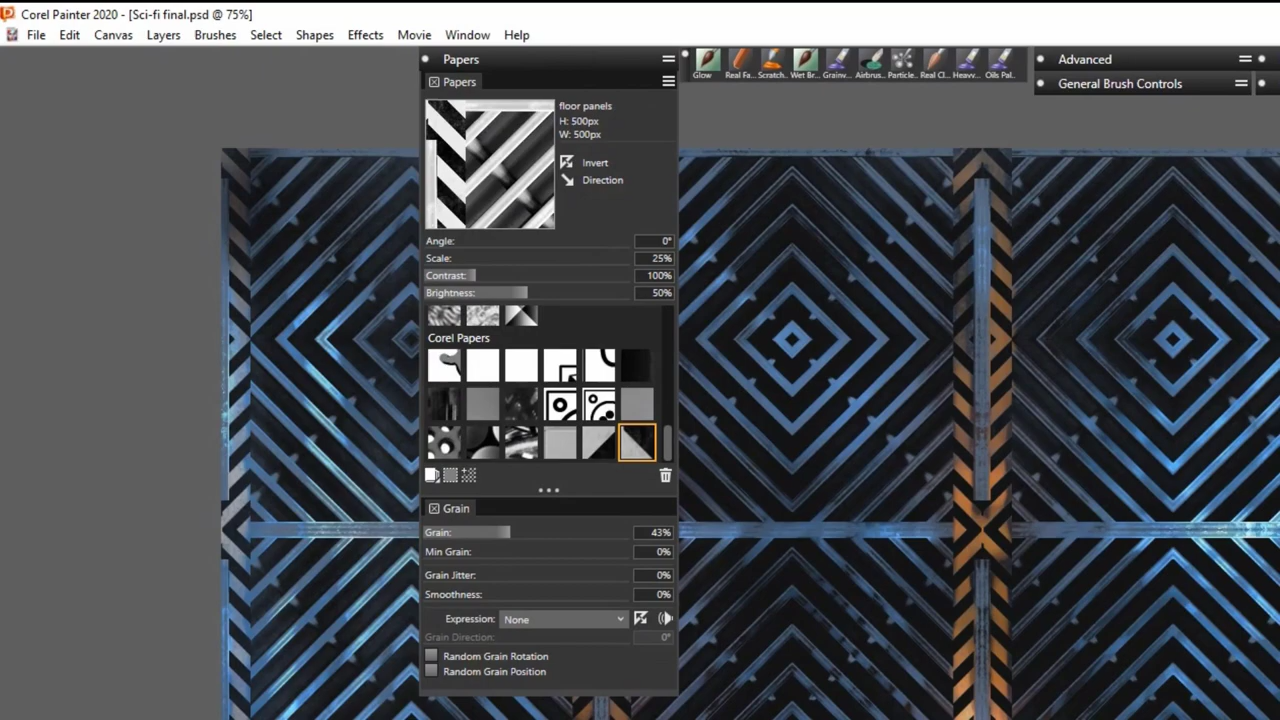 Corel Painter 2020 - [Sci-fi final.psd @ 75%]
File Edit Canvas Layers Brushes Select Shapes Effects Movie Window Help
Papers
Papers
floor panels
H: 500px
W: 500px
Invert
Direction
Angle: 0°
Scale: 25%
Contrast: 100%
Brightness: 50%
Corel Papers
Grain
Grain: 43%
Min Grain: 0%
Grain Jitter: 0%
Smoothness: 0%
Expression: None
Grain Direction: 0°
Random Grain Rotation
Random Grain Position
Glow Real Fa... Scratch.. Wet Br... Grainy... Airbrus.. Particle.. Real Cl... Heavy... Oils Pal..
Advanced
General Brush Controls